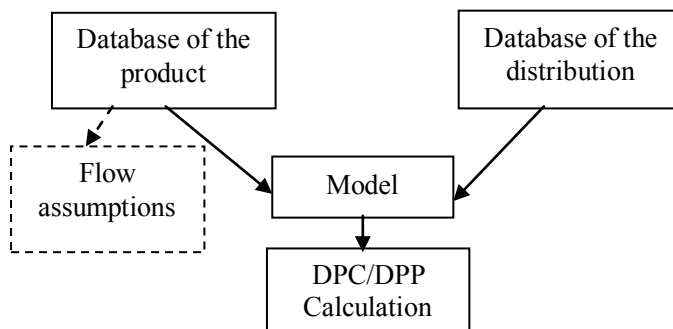 Database of the
product
Database of the
distribution
Flow
assumptions
Model
DPC/DPP
Calculation